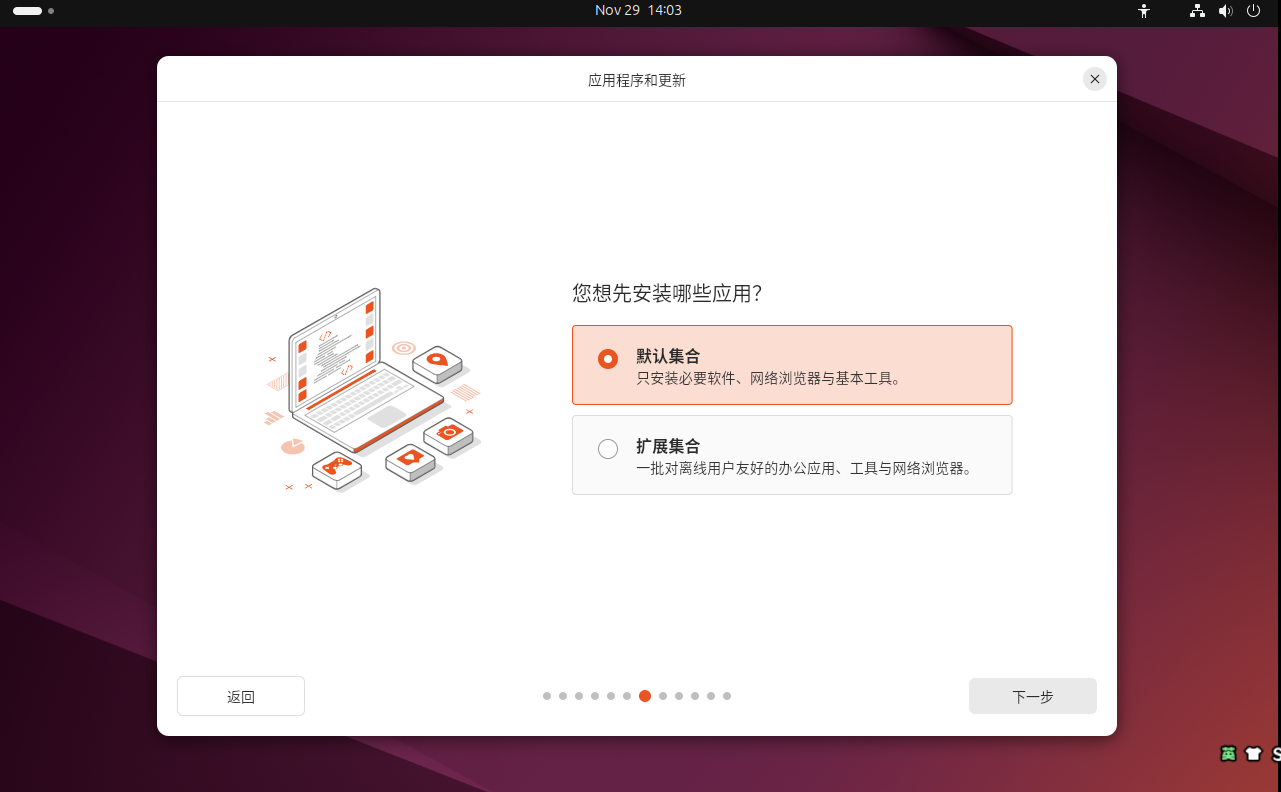 Nov 29 14:03
应用程序和更新
您想先安装哪些应用？
默认集合
只安装必要软件、网络浏览器与基本工具。
扩展集合
一批对离线用户友好的办公应用、工具与网络浏览器。
返回
下一步
英
S